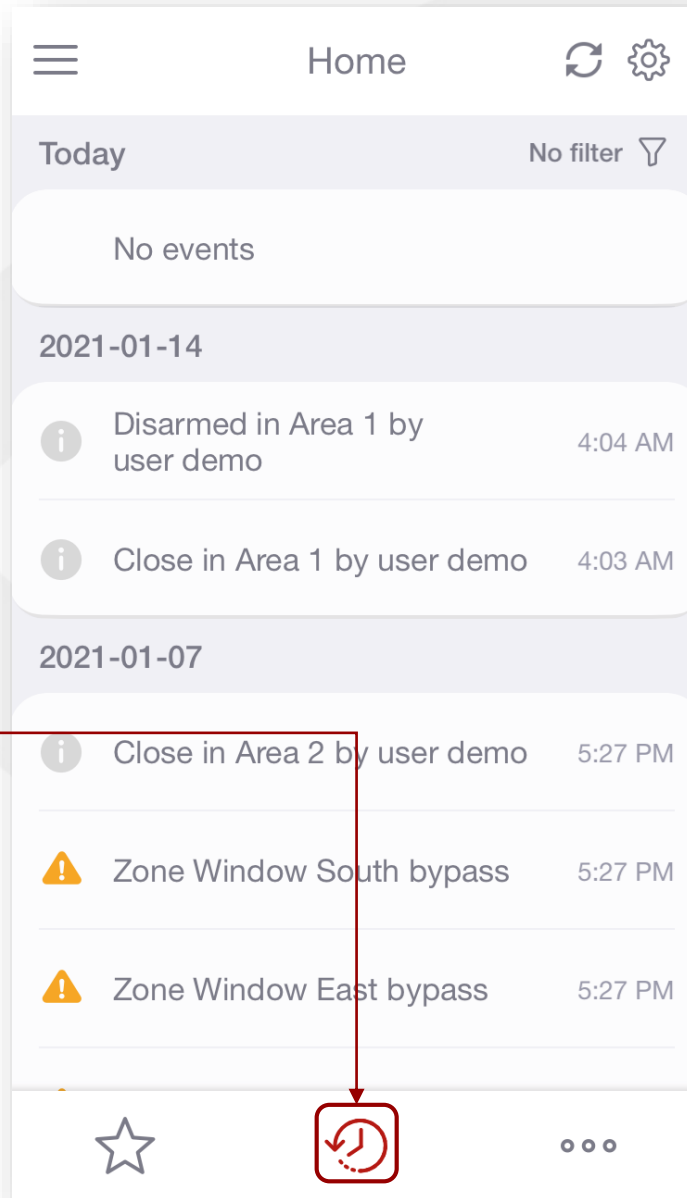 Home
Today
No filter
No events
2021-01-14
Disarmed in Area 1 by
user demo
4:04 AM
Close in Area 1 by user demo
4:03 AM
2021-01-07
Close in Area 2 by user demo
5:27 PM
Zone Window South bypass
5:27 PM
Zone Window East bypass
5:27 PM